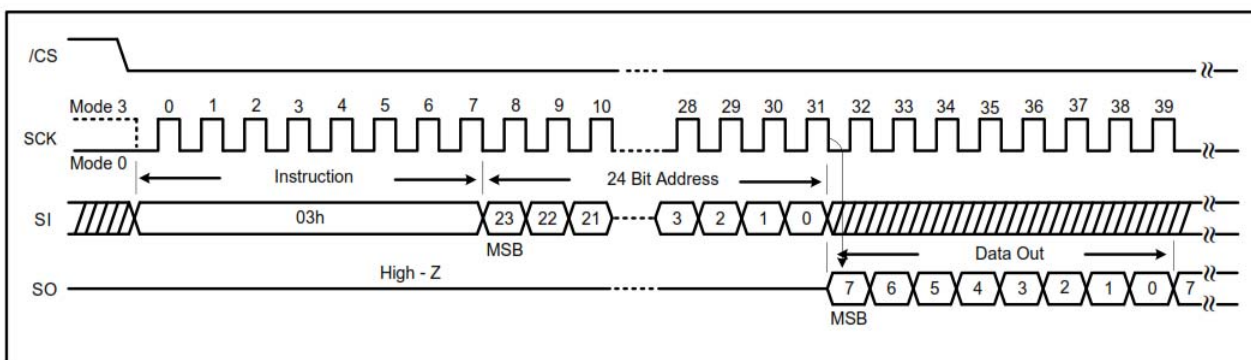 /CS
Mode 3 0 1 2 3 4 5 6 7 8 9 10 28 29 30 31 32 33 34 35 36 37 38 39
SCK
Mode 0
Instruction 24 Bit Address
SI 03h 23 22 21 3 2 1 0
MSB Data Out
High - Z
SO 7 6 5 4 3 2 1 0 7
MSB